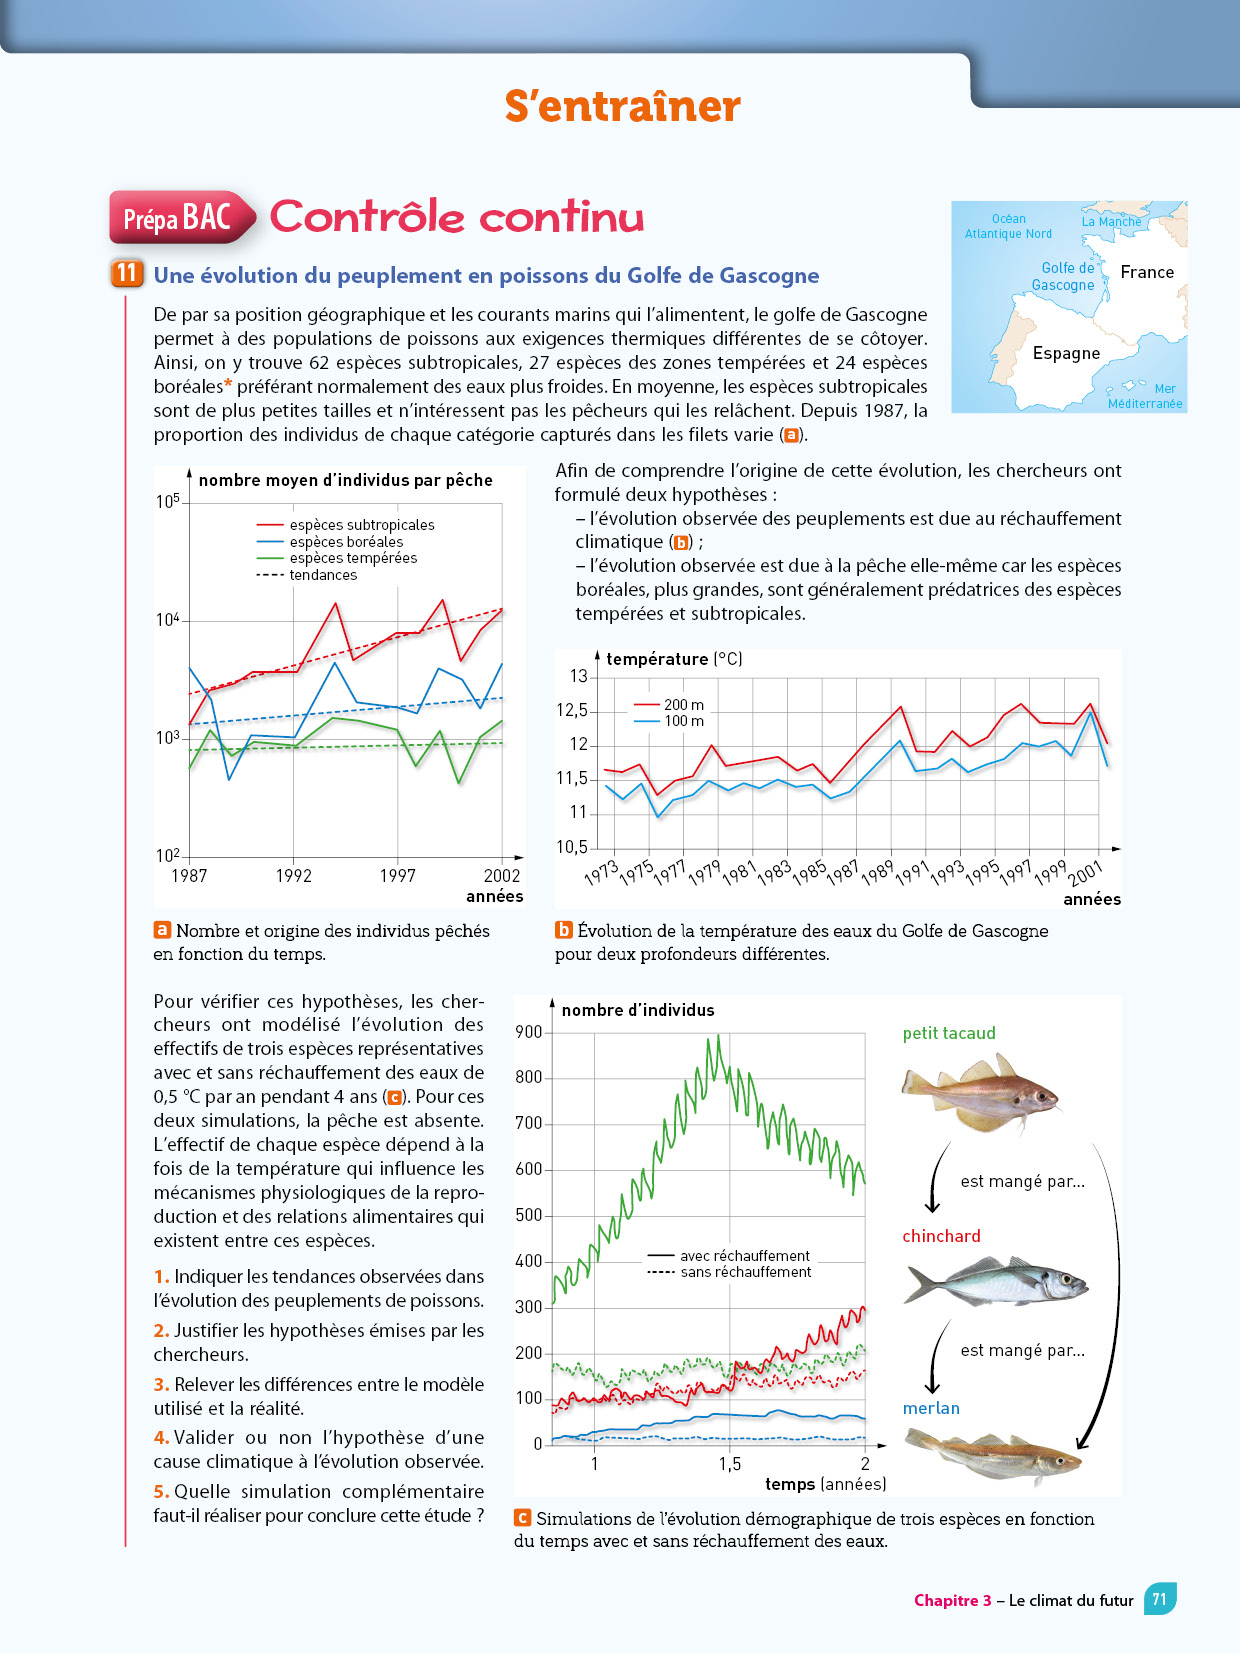 S'entraîner
Prépa BAC Contrôle continu
11 Une évolution du peuplement en poissons du Golfe de Gascogne
De par sa position géographique et les courants marins qui l'alimentent, le golfe de Gascogne
permet à des populations de poissons aux exigences thermiques différentes de se côtoyer.
Ainsi, on y trouve 62 espèces subtropicales, 27 espèces des zones tempérées et 24 espèces
boréales* préférant normalement des eaux plus froides. En moyenne, les espèces subtropicales
sont de plus petites tailles et n'intéressent pas les pêcheurs qui les relâchent. Depuis 1987, la
proportion des individus de chaque catégorie capturés dans les filets varie (a).
Océan
Atlantique Nord
La Manche
Golfe de
Gascogne
France
Espagne
Mer
Méditerranée
nombre moyen d'individus par pêche
10⁵
espèces subtropicales
espèces boréales
espèces tempérées
tendances
10⁴
10³
10²
1987 1992 1997 2002
années
a Nombre et origine des individus pêchés
en fonction du temps.
Afin de comprendre l'origine de cette évolution, les chercheurs ont
formulé deux hypothèses :
– l'évolution observée des peuplements est due au réchauffement
climatique (b) ;
– l'évolution observée est due à la pêche elle-même car les espèces
boréales, plus grandes, sont généralement prédatrices des espèces
tempérées et subtropicales.
température (°C)
13
12,5
12
11,5
11
10,5
200 m
100 m
1973 1975 1977 1979 1981 1983 1985 1987 1989 1991 1993 1995 1997 1999 2001
années
b Évolution de la température des eaux du Golfe de Gascogne
pour deux profondeurs différentes.
Pour vérifier ces hypothèses, les cher-
cheurs ont modélisé l'évolution des
effectifs de trois espèces représentatives
avec et sans réchauffement des eaux de
0,5 °C par an pendant 4 ans (c). Pour ces
deux simulations, la pêche est absente.
L'effectif de chaque espèce dépend à la
fois de la température qui influence les
mécanismes physiologiques de la repro-
duction et des relations alimentaires qui
existent entre ces espèces.
1. Indiquer les tendances observées dans
l'évolution des peuplements de poissons.
2. Justifier les hypothèses émises par les
chercheurs.
3. Relever les différences entre le modèle
utilisé et la réalité.
4. Valider ou non l'hypothèse d'une
cause climatique à l'évolution observée.
5. Quelle simulation complémentaire
faut-il réaliser pour conclure cette étude ?
nombre d'individus
900
800
700
600
500
400
300
200
100
0
avec réchauffement
sans réchauffement
1 1,5 2
temps (années)
petit tacaud
est mangé par...
chinchard
est mangé par...
merlan
c Simulations de l'évolution démographique de trois espèces en fonction
du temps avec et sans réchauffement des eaux.
Chapitre 3 – Le climat du futur 71